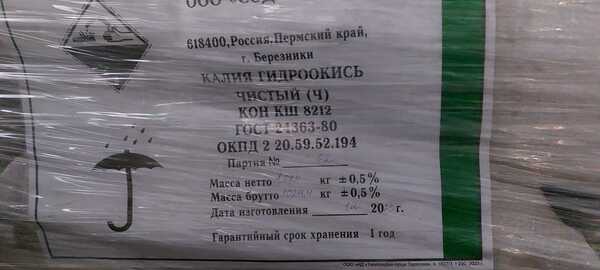 ООО
618400,Россия.Пермский край,
г. Березники
КАЛИЯ ГИДРООКИСЬ
ЧИСТЫЙ (Ч)
КОН КШ 8212
ГОСТ 24363-80
ОКПД 2 20.59.52.194
Партия №
Масса нетто кг ±0,5%
Масса брутто кг ±0,5%
Дата изготовления 20 г.
Гарантийный срок хранения 1 год